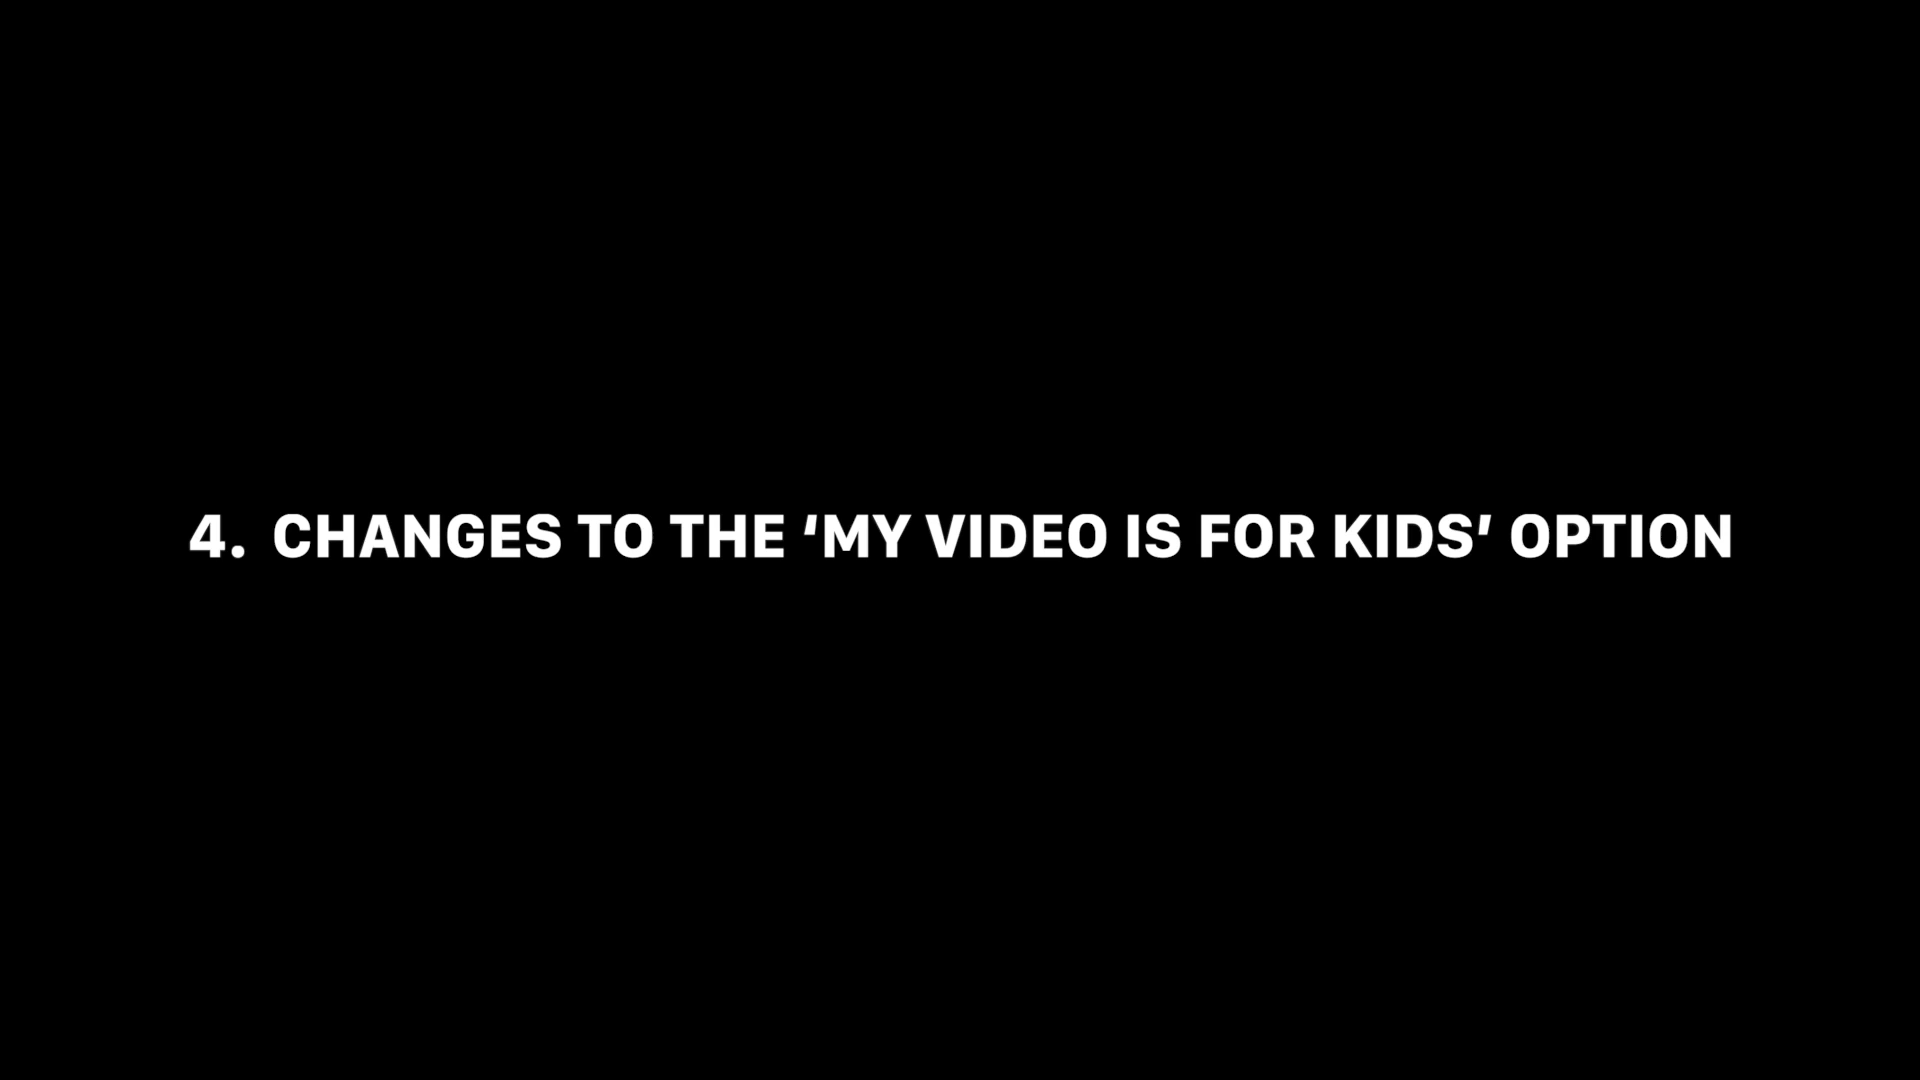 4. CHANGES TO THE ‘MY VIDEO IS FOR KIDS’ OPTION